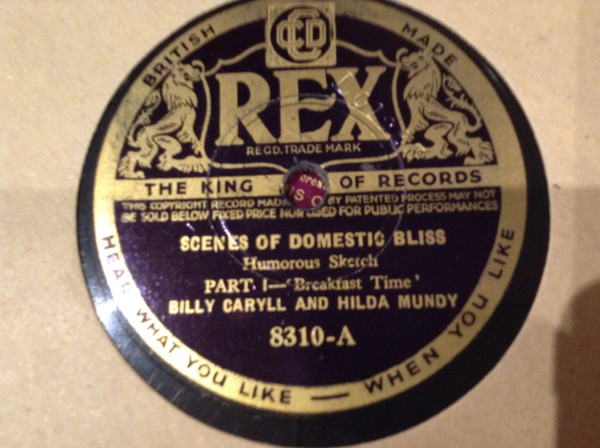 BRITISH MADE
CCD
REX
REGD. TRADE MARK
THE KING OF RECORDS
THIS COPYRIGHT RECORD MADE BY PATENTED PROCESS MAY NOT
BE SOLD BELOW FIXED PRICE NOR USED FOR PUBLIC PERFORMANCES
SCENES OF DOMESTIC BLISS
Humorous Sketch
PART 1—'Breakfast Time'
BILLY CARYLL AND HILDA MUNDY
8310-A
HEAR WHAT YOU LIKE — WHEN YOU LIKE